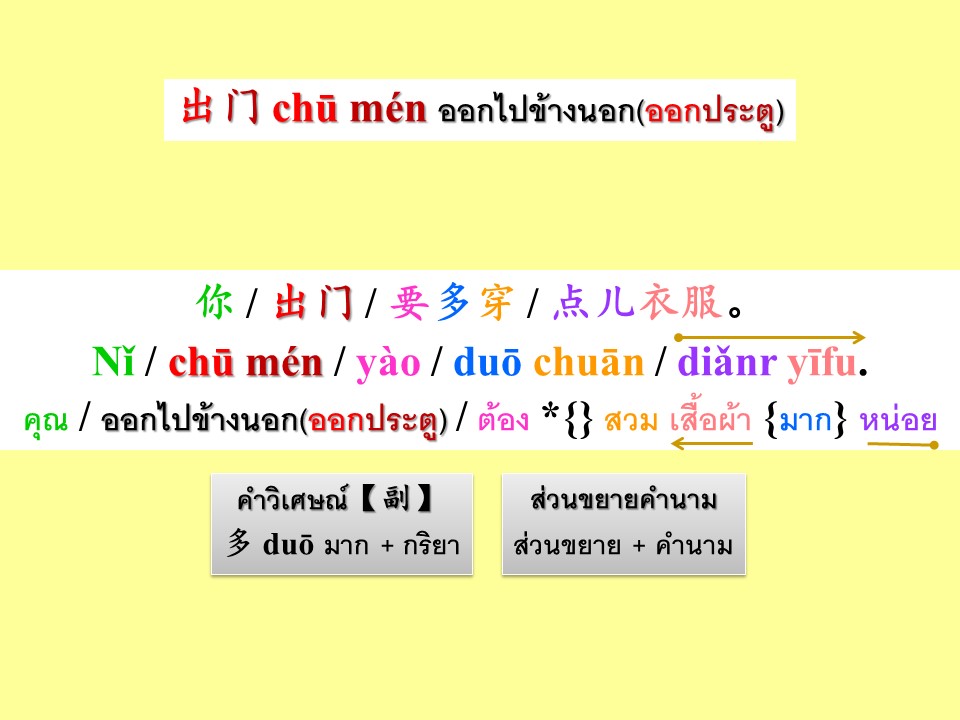 出门 chū mén ออกไปข้างนอก(ออกประตู)
你 / 出门 / 要多穿 / 点儿衣服。
Nǐ / chū mén / yào / duō chuān / diǎnr yīfu.
คุณ / ออกไปข้างนอก(ออกประตู) / ต้อง *{} สวม เสื้อผ้า {มาก} หน่อย
คำวิเศษณ์【副】
多 duō มาก + กริยา
ส่วนขยายคำนาม
ส่วนขยาย + คำนาม